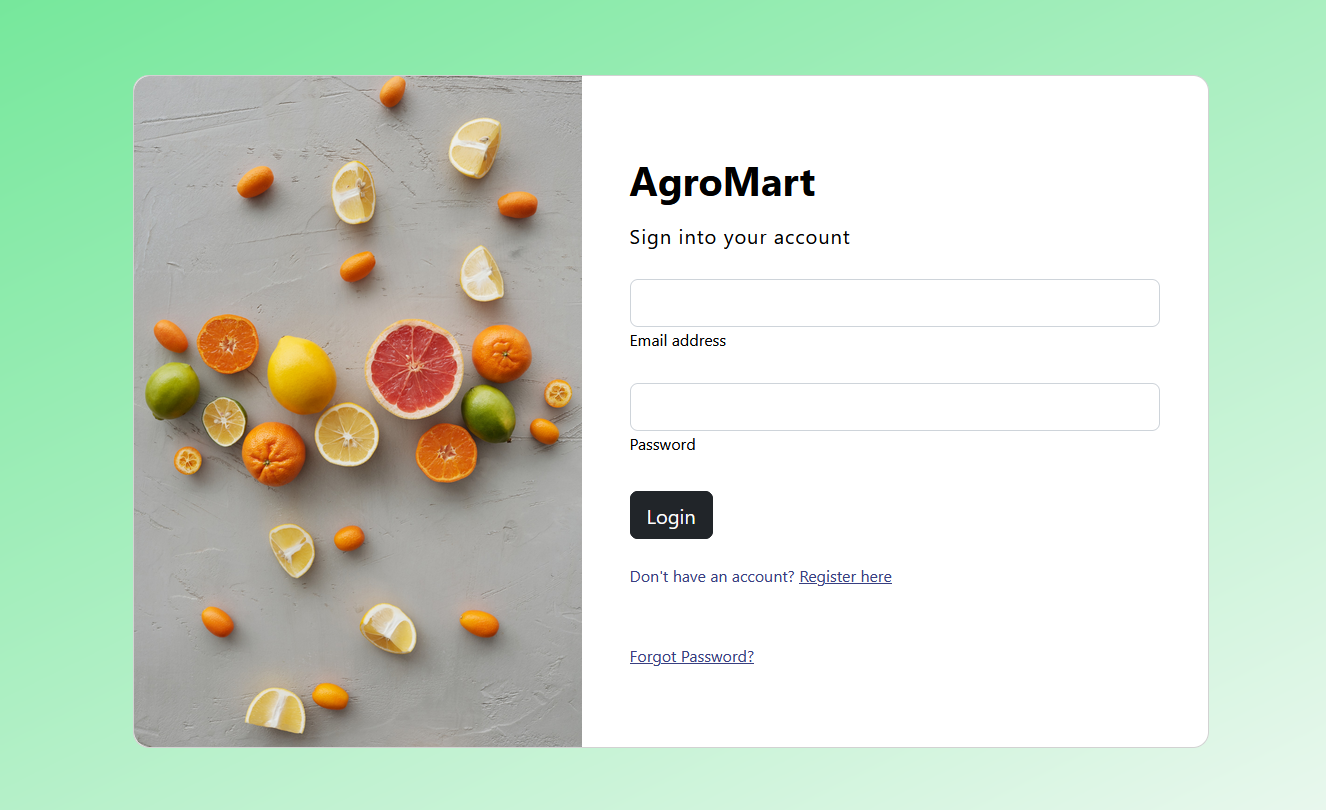 AgroMart
Sign into your account
Email address
Password
Login
Don't have an account? Register here
Forgot Password?